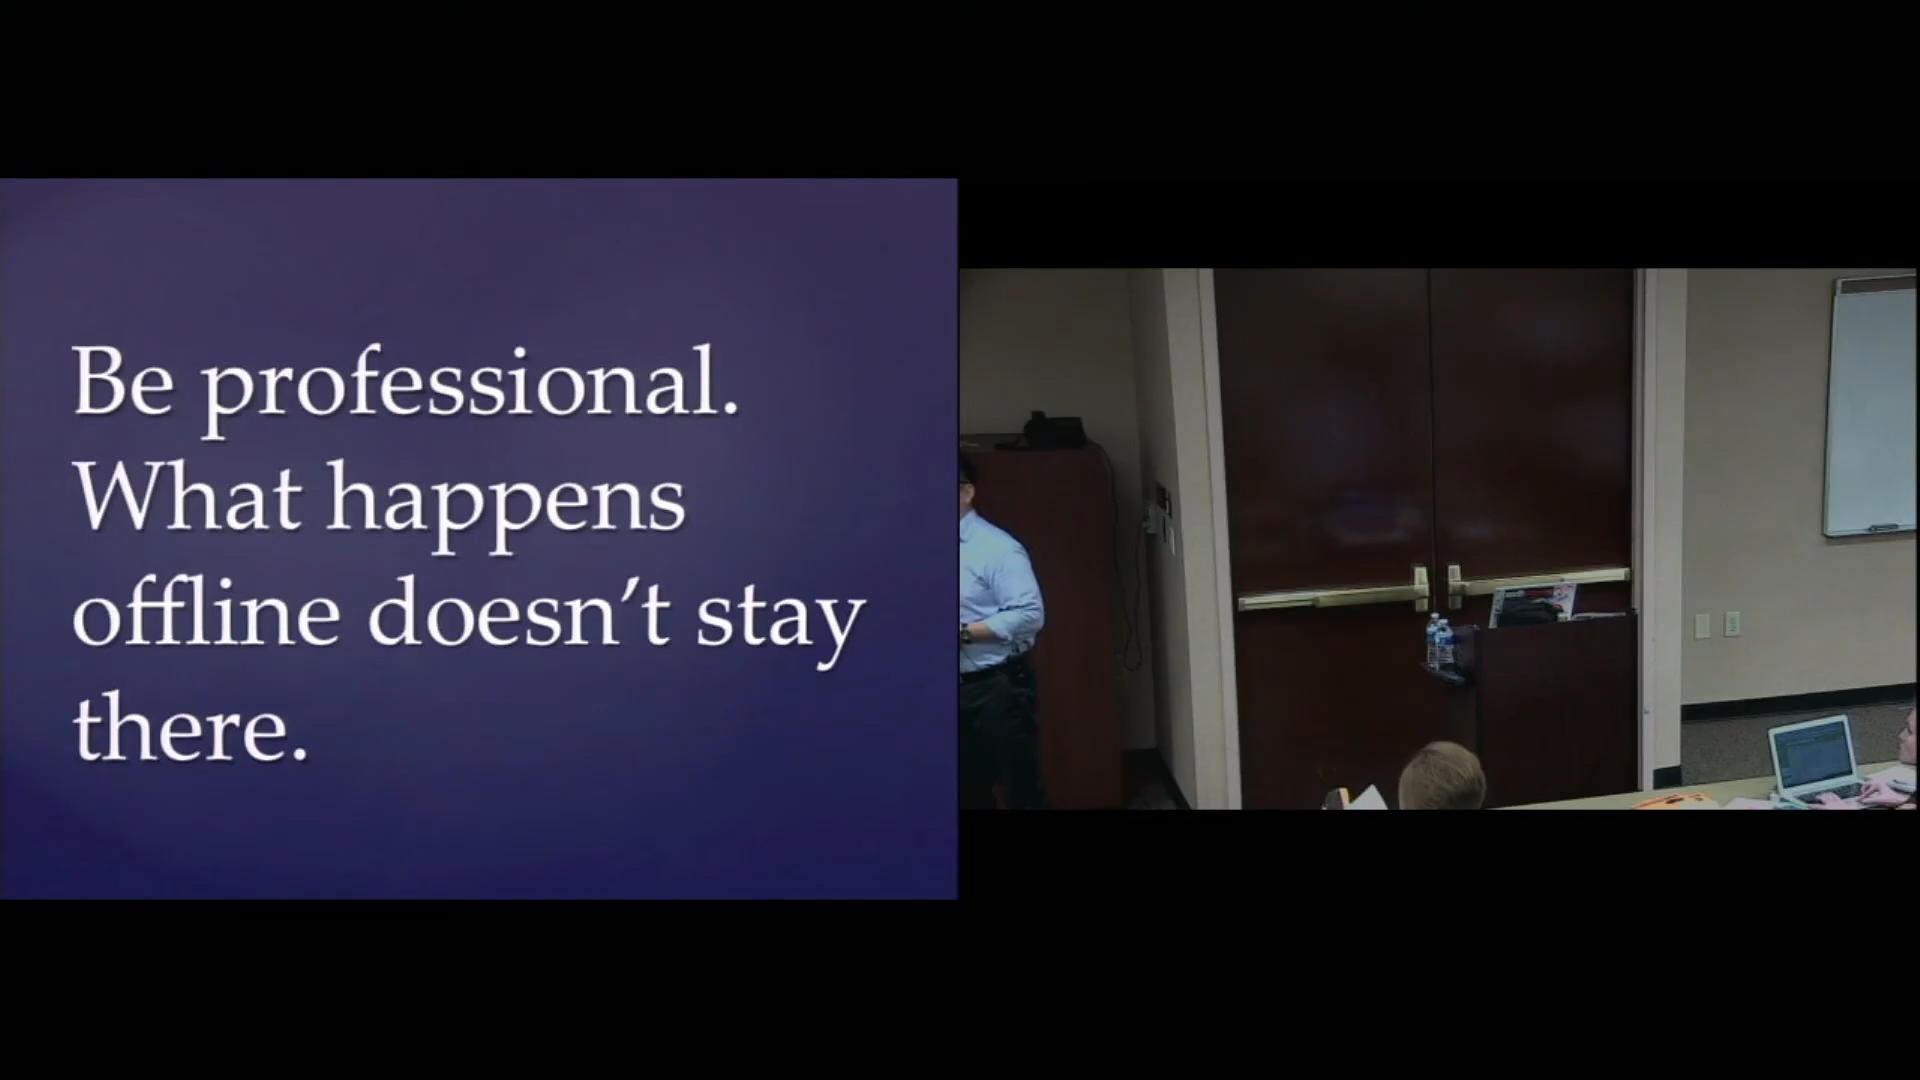 Be professional.
What happens
offline doesn’t stay
there.